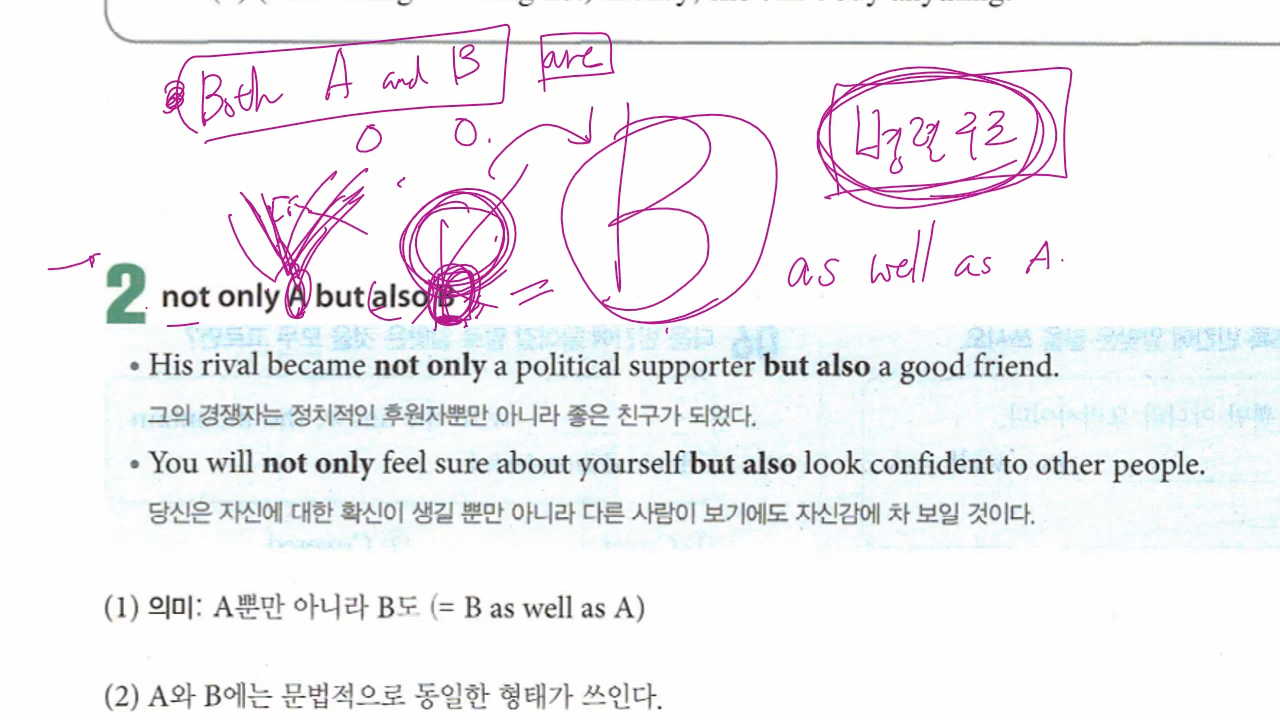 Both A and B are
O O.
병렬구조
B as well as A.
2 not only A but also B =
• His rival became not only a political supporter but also a good friend.
그의 경쟁자는 정치적인 후원자뿐만 아니라 좋은 친구가 되었다.
• You will not only feel sure about yourself but also look confident to other people.
당신은 자신에 대한 확신이 생길 뿐만 아니라 다른 사람이 보기에도 자신감에 차 보일 것이다.
(1) 의미: A뿐만 아니라 B도 (= B as well as A)
(2) A와 B에는 문법적으로 동일한 형태가 쓰인다.